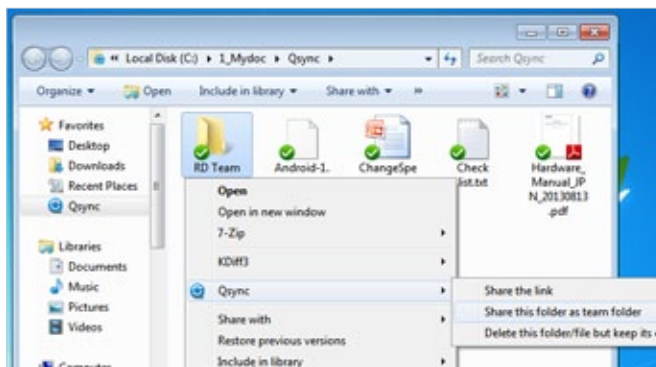 Local Disk (C:) ▸ 1_Mydoc ▸ Qsync ▸
Search Qsync
Organize
Open
Include in library
Share with
»
Favorites
Desktop
Downloads
Recent Places
Qsync
Libraries
Documents
Music
Pictures
Videos
Computer
RD Team
Android-1.
ChangeSpe
Check
list.txt
Hardware_
Manual_JP
N_20130813
.pdf
Open
Open in new window
7-Zip
KDiff3
Qsync
Share with
Restore previous versions
Include in library
Share the link
Share this folder as team folder
Delete this folder/file but keep its